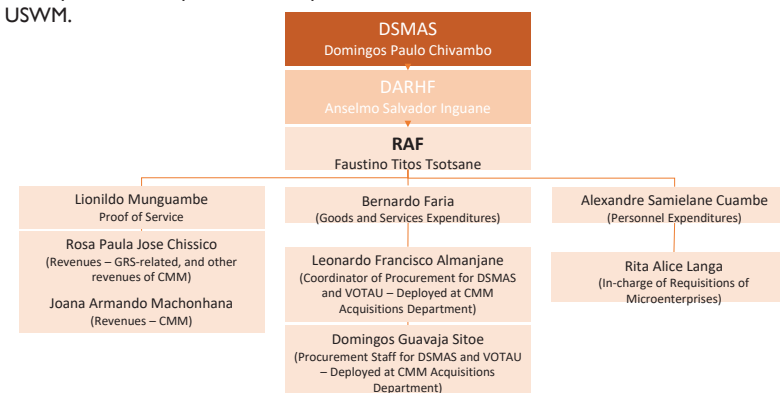 USWM.
DSMAS
Domingos Paulo Chivambo
DARHF
Anselmo Salvador Inguane
RAF
Faustino Titos Tsotsane
Lionildo Munguambe
Proof of Service
Rosa Paula Jose Chissico
(Revenues – GRS-related, and other
revenues of CMM)
Joana Armando Machonhana
(Revenues – CMM)
Bernardo Faria
(Goods and Services Expenditures)
Leonardo Francisco Almanjane
(Coordinator of Procurement for DSMAS
and VOTAU – Deployed at CMM
Acquisitions Department)
Domingos Guavaja Sitoe
(Procurement Staff for DSMAS and VOTAU
– Deployed at CMM Acquisitions
Department)
Alexandre Samielane Cuambe
(Personnel Expenditures)
Rita Alice Langa
(In-charge of Requisitions of
Microenterprises)